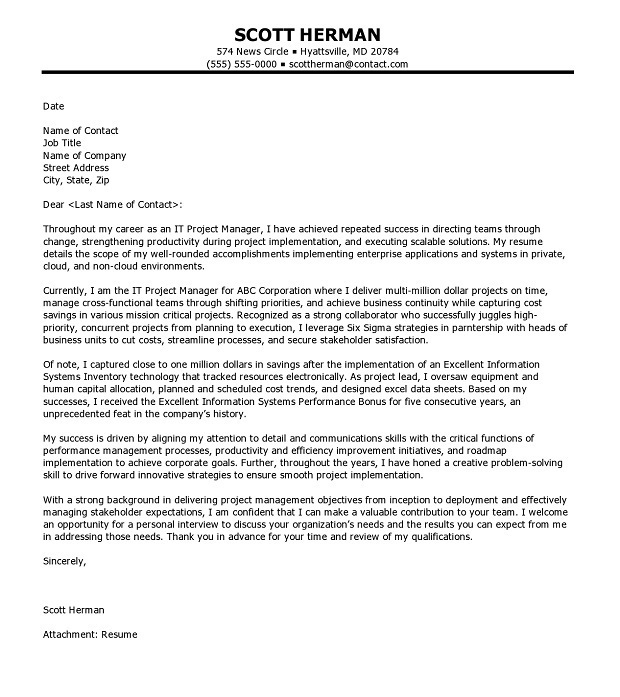 SCOTT HERMAN
574 News Circle ▪ Hyattsville, MD 20784
(555) 555-0000 ▪ scottherman@contact.com
Date
Name of Contact
Job Title
Name of Company
Street Address
City, State, Zip
Dear <Last Name of Contact>:
Throughout my career as an IT Project Manager, I have achieved repeated success in directing teams through
change, strengthening productivity during project implementation, and executing scalable solutions. My resume
details the scope of my well-rounded accomplishments implementing enterprise applications and systems in private,
cloud, and non-cloud environments.
Currently, I am the IT Project Manager for ABC Corporation where I deliver multi-million dollar projects on time,
manage cross-functional teams through shifting priorities, and achieve business continuity while capturing cost
savings in various mission critical projects. Recognized as a strong collaborator who successfully juggles high-
priority, concurrent projects from planning to execution, I leverage Six Sigma strategies in parntership with heads of
business units to cut costs, streamline processes, and secure stakeholder satisfaction.
Of note, I captured close to one million dollars in savings after the implementation of an Excellent Information
Systems Inventory technology that tracked resources electronically. As project lead, I oversaw equipment and
human capital allocation, planned and scheduled cost trends, and designed excel data sheets. Based on my
successes, I received the Excellent Information Systems Performance Bonus for five consecutive years, an
unprecedented feat in the company’s history.
My success is driven by aligning my attention to detail and communications skills with the critical functions of
performance management processes, productivity and efficiency improvement initiatives, and roadmap
implementation to achieve corporate goals. Further, throughout the years, I have honed a creative problem-solving
skill to drive forward innovative strategies to ensure smooth project implementation.
With a strong background in delivering project management objectives from inception to deployment and effectively
managing stakeholder expectations, I am confident that I can make a valuable contribution to your team. I welcome
an opportunity for a personal interview to discuss your organization’s needs and the results you can expect from me
in addressing those needs. Thank you in advance for your time and review of my qualifications.
Sincerely,
Scott Herman
Attachment: Resume